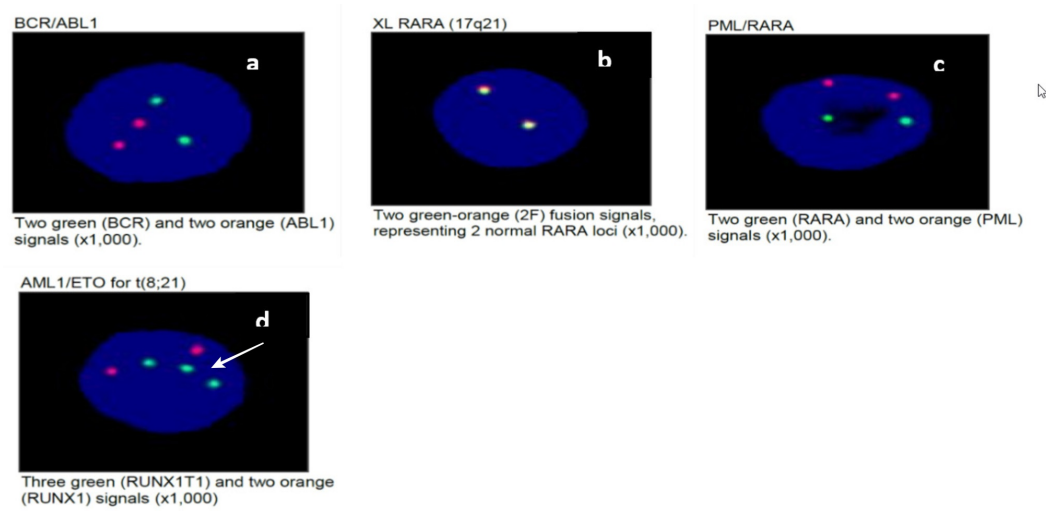 BCR/ABL1
a
Two green (BCR) and two orange (ABL1)
signals (x1,000).
XL RARA (17q21)
b
Two green-orange (2F) fusion signals,
representing 2 normal RARA loci (x1,000).
PML/RARA
c
Two green (RARA) and two orange (PML)
signals (x1,000).
AML1/ETO for t(8;21)
d
Three green (RUNX1T1) and two orange
(RUNX1) signals (x1,000)